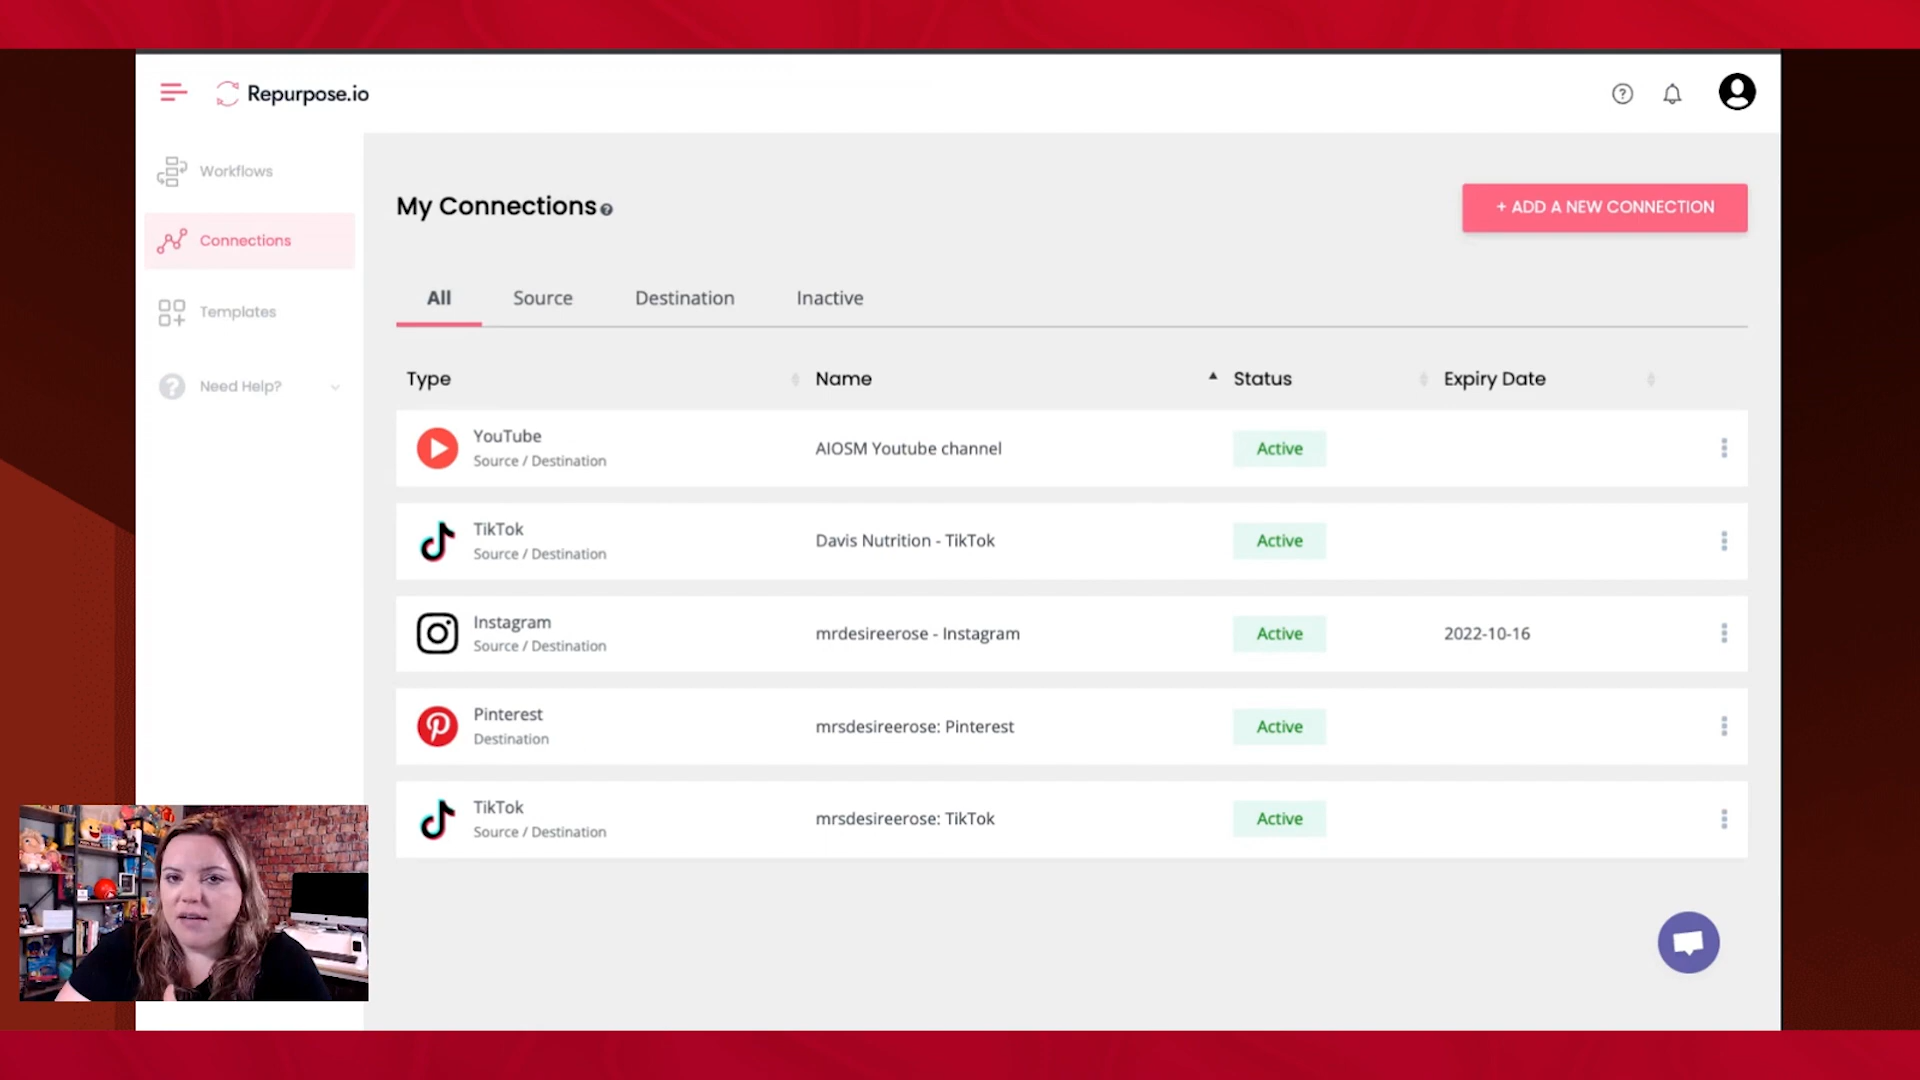 Repurpose.io
Workflows
Connections
Templates
Need Help?
My Connections
+ ADD A NEW CONNECTION
All Source Destination Inactive
Type Name Status Expiry Date
YouTube
Source / Destination
AIOSM Youtube channel
Active
TikTok
Source / Destination
Davis Nutrition - TikTok
Active
Instagram
Source / Destination
mrdesireerose - Instagram
Active
2022-10-16
Pinterest
Destination
mrsdesireerose: Pinterest
Active
TikTok
Source / Destination
mrsdesireerose: TikTok
Active